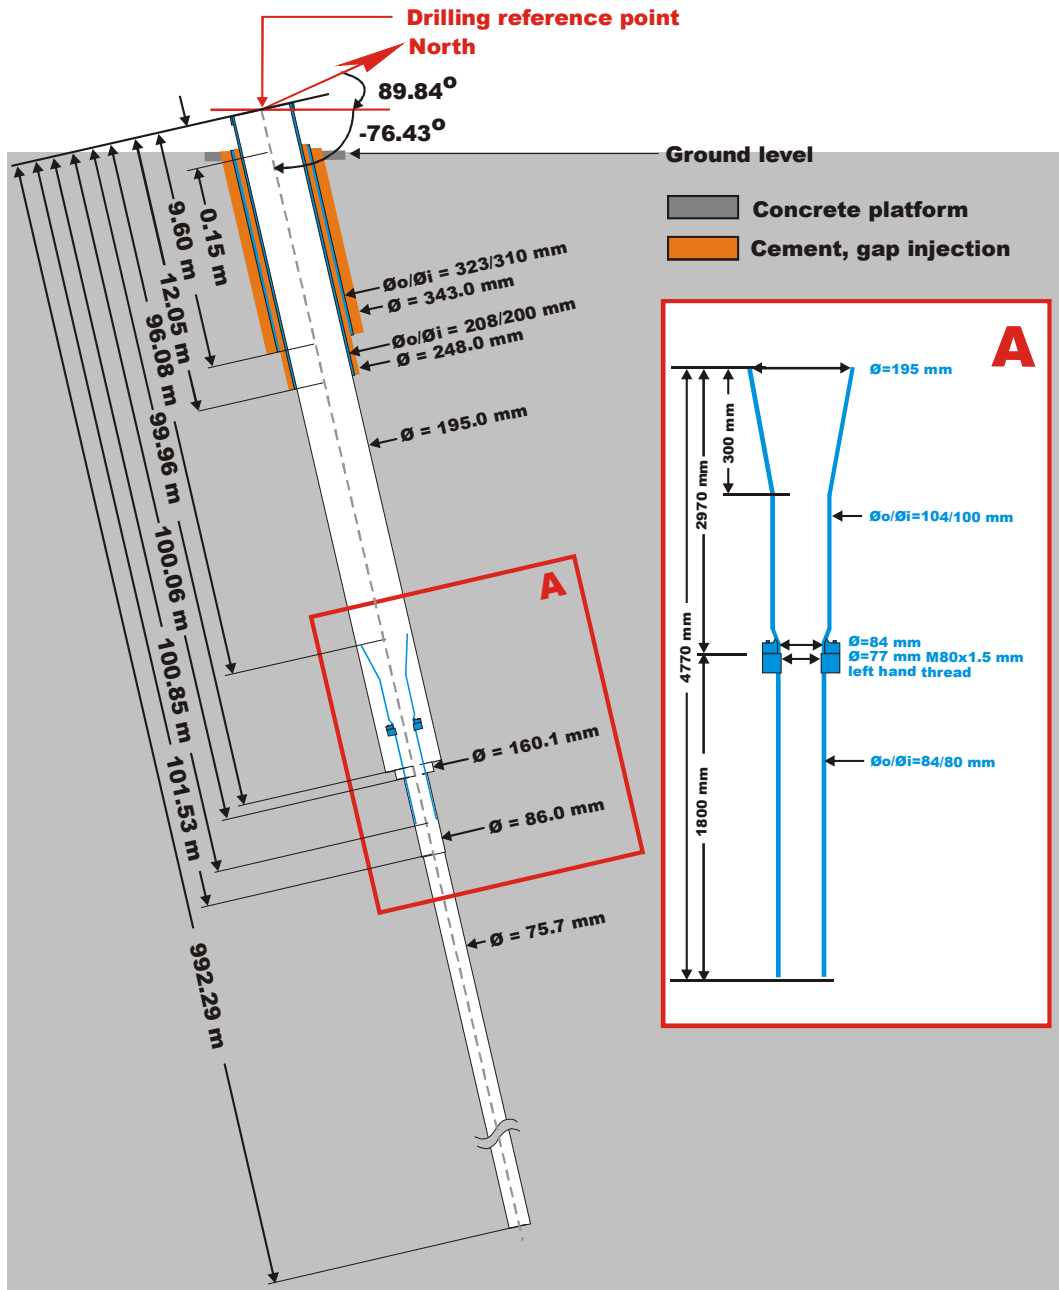 Drilling reference point
North
89.84°
-76.43°
Ground level
Concrete platform
Cement, gap injection
0.15 m
9.60 m
12.05 m
96.08 m
99.96 m
100.06 m
100.85 m
101.53 m
992.29 m
Øo/Øi = 323/310 mm
Ø = 343.0 mm
Øo/Øi = 208/200 mm
Ø = 248.0 mm
Ø = 195.0 mm
A
Ø = 160.1 mm
Ø = 86.0 mm
Ø = 75.7 mm
A
Ø=195 mm
300 mm
2970 mm
4770 mm
1800 mm
Øo/Øi=104/100 mm
Ø=84 mm
Ø=77 mm M80x1.5 mm
left hand thread
Øo/Øi=84/80 mm